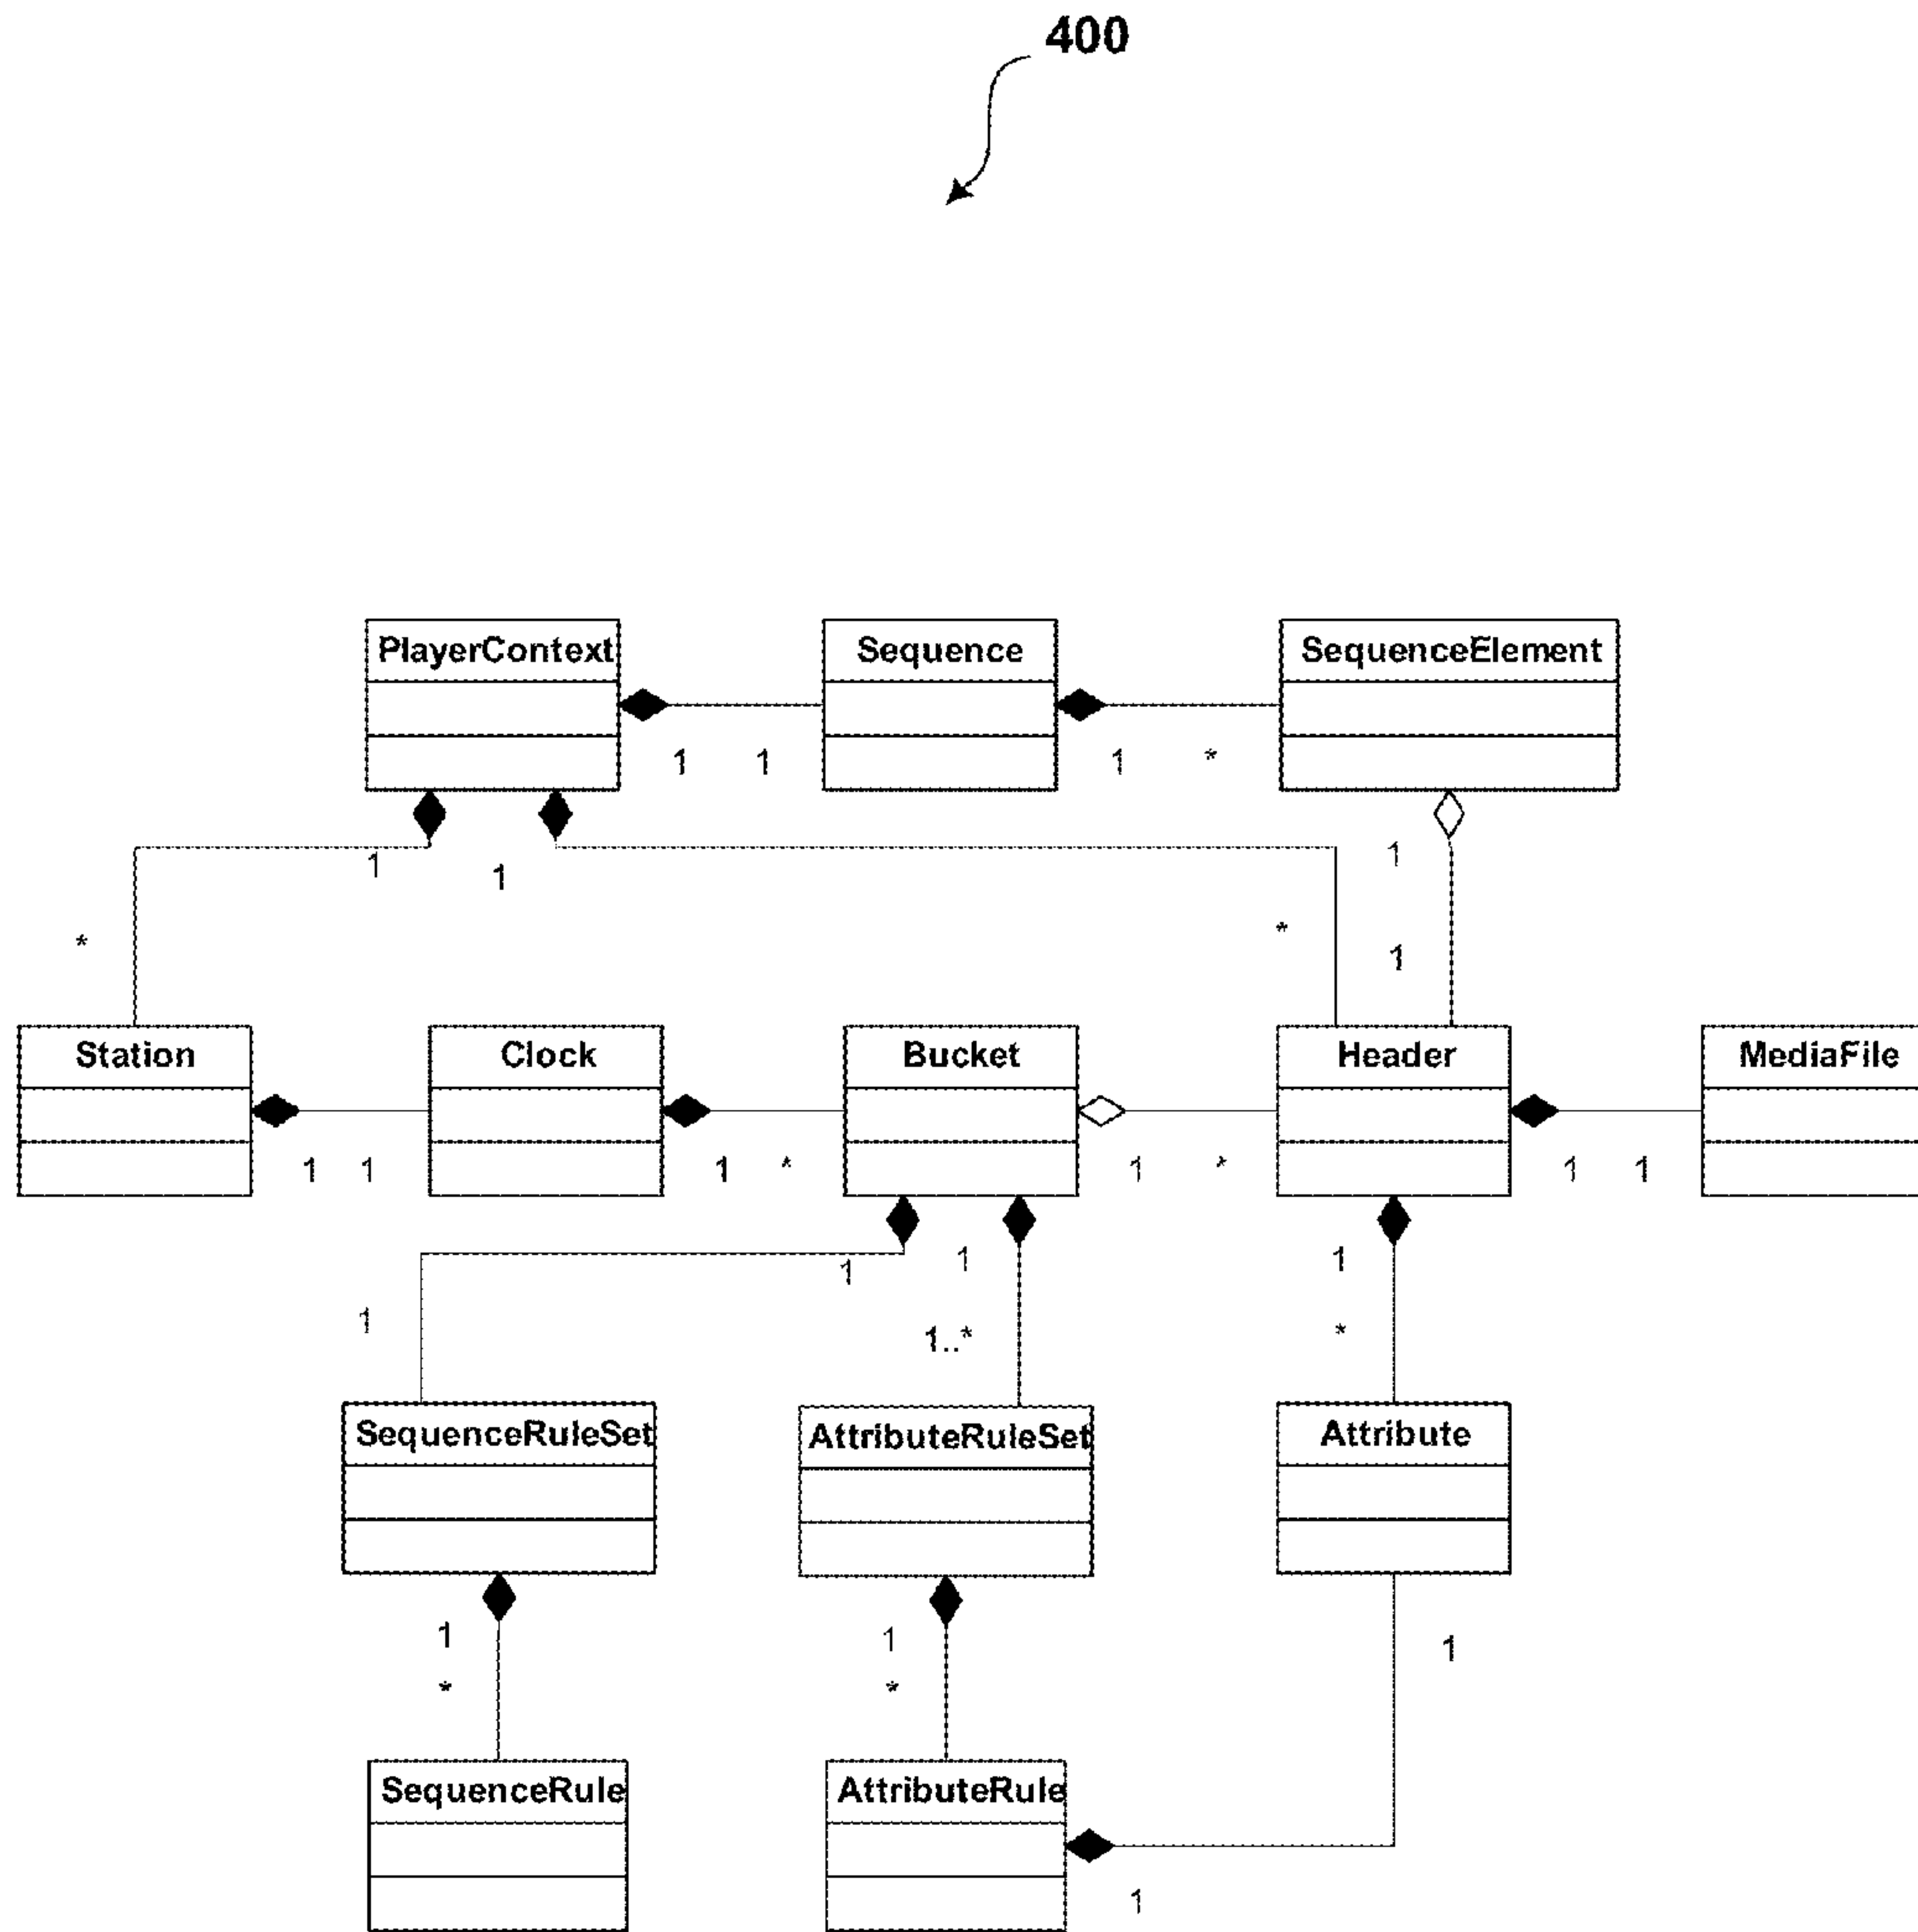 400
PlayerContext
Sequence
SequenceElement
1 1
1 *
1
1
1
*
*
1
Station
Clock
Bucket
Header
MediaFile
1 1
1 *
1 *
1 1
1
1
1
1
1..*
*
SequenceRuleSet
AttributeRuleSet
Attribute
1
*
1
*
1
SequenceRule
AttributeRule
1